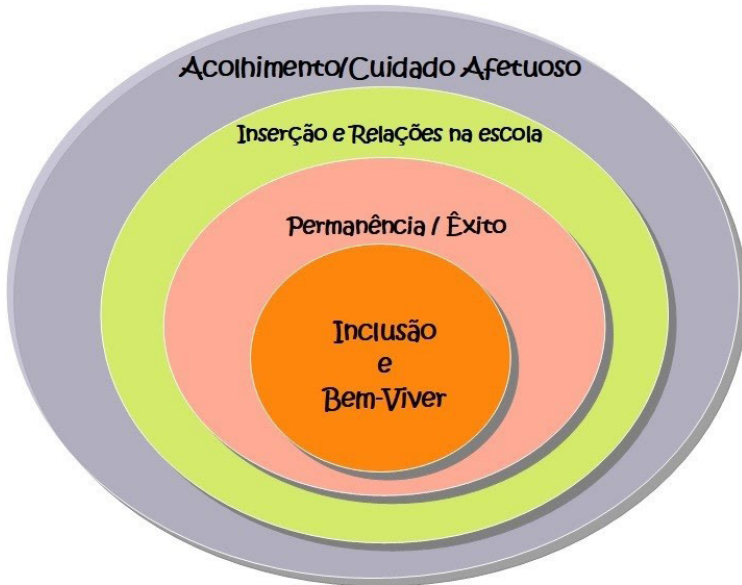 Acolhimento/Cuidado Afetuoso
Inserção e Relações na escola
Permanência / Êxito
Inclusão
e
Bem-Viver